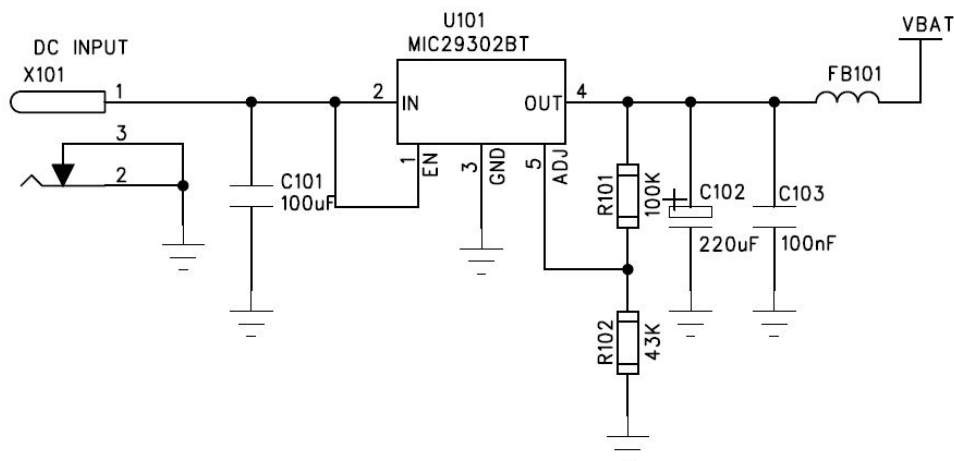 U101
MIC29302BT
VBAT
DC INPUT
X101
FB101
1
2
IN
OUT
4
3
2
1
EN
3
GND
5
ADJ
C101
100uF
R101
100K
C102
220uF
C103
100nF
R102
43K